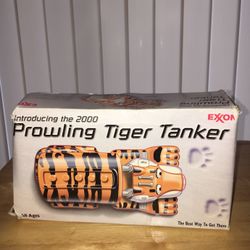 EXXON
Introducing the 2000
Prowling Tiger Tanker
The Best Way To Get There